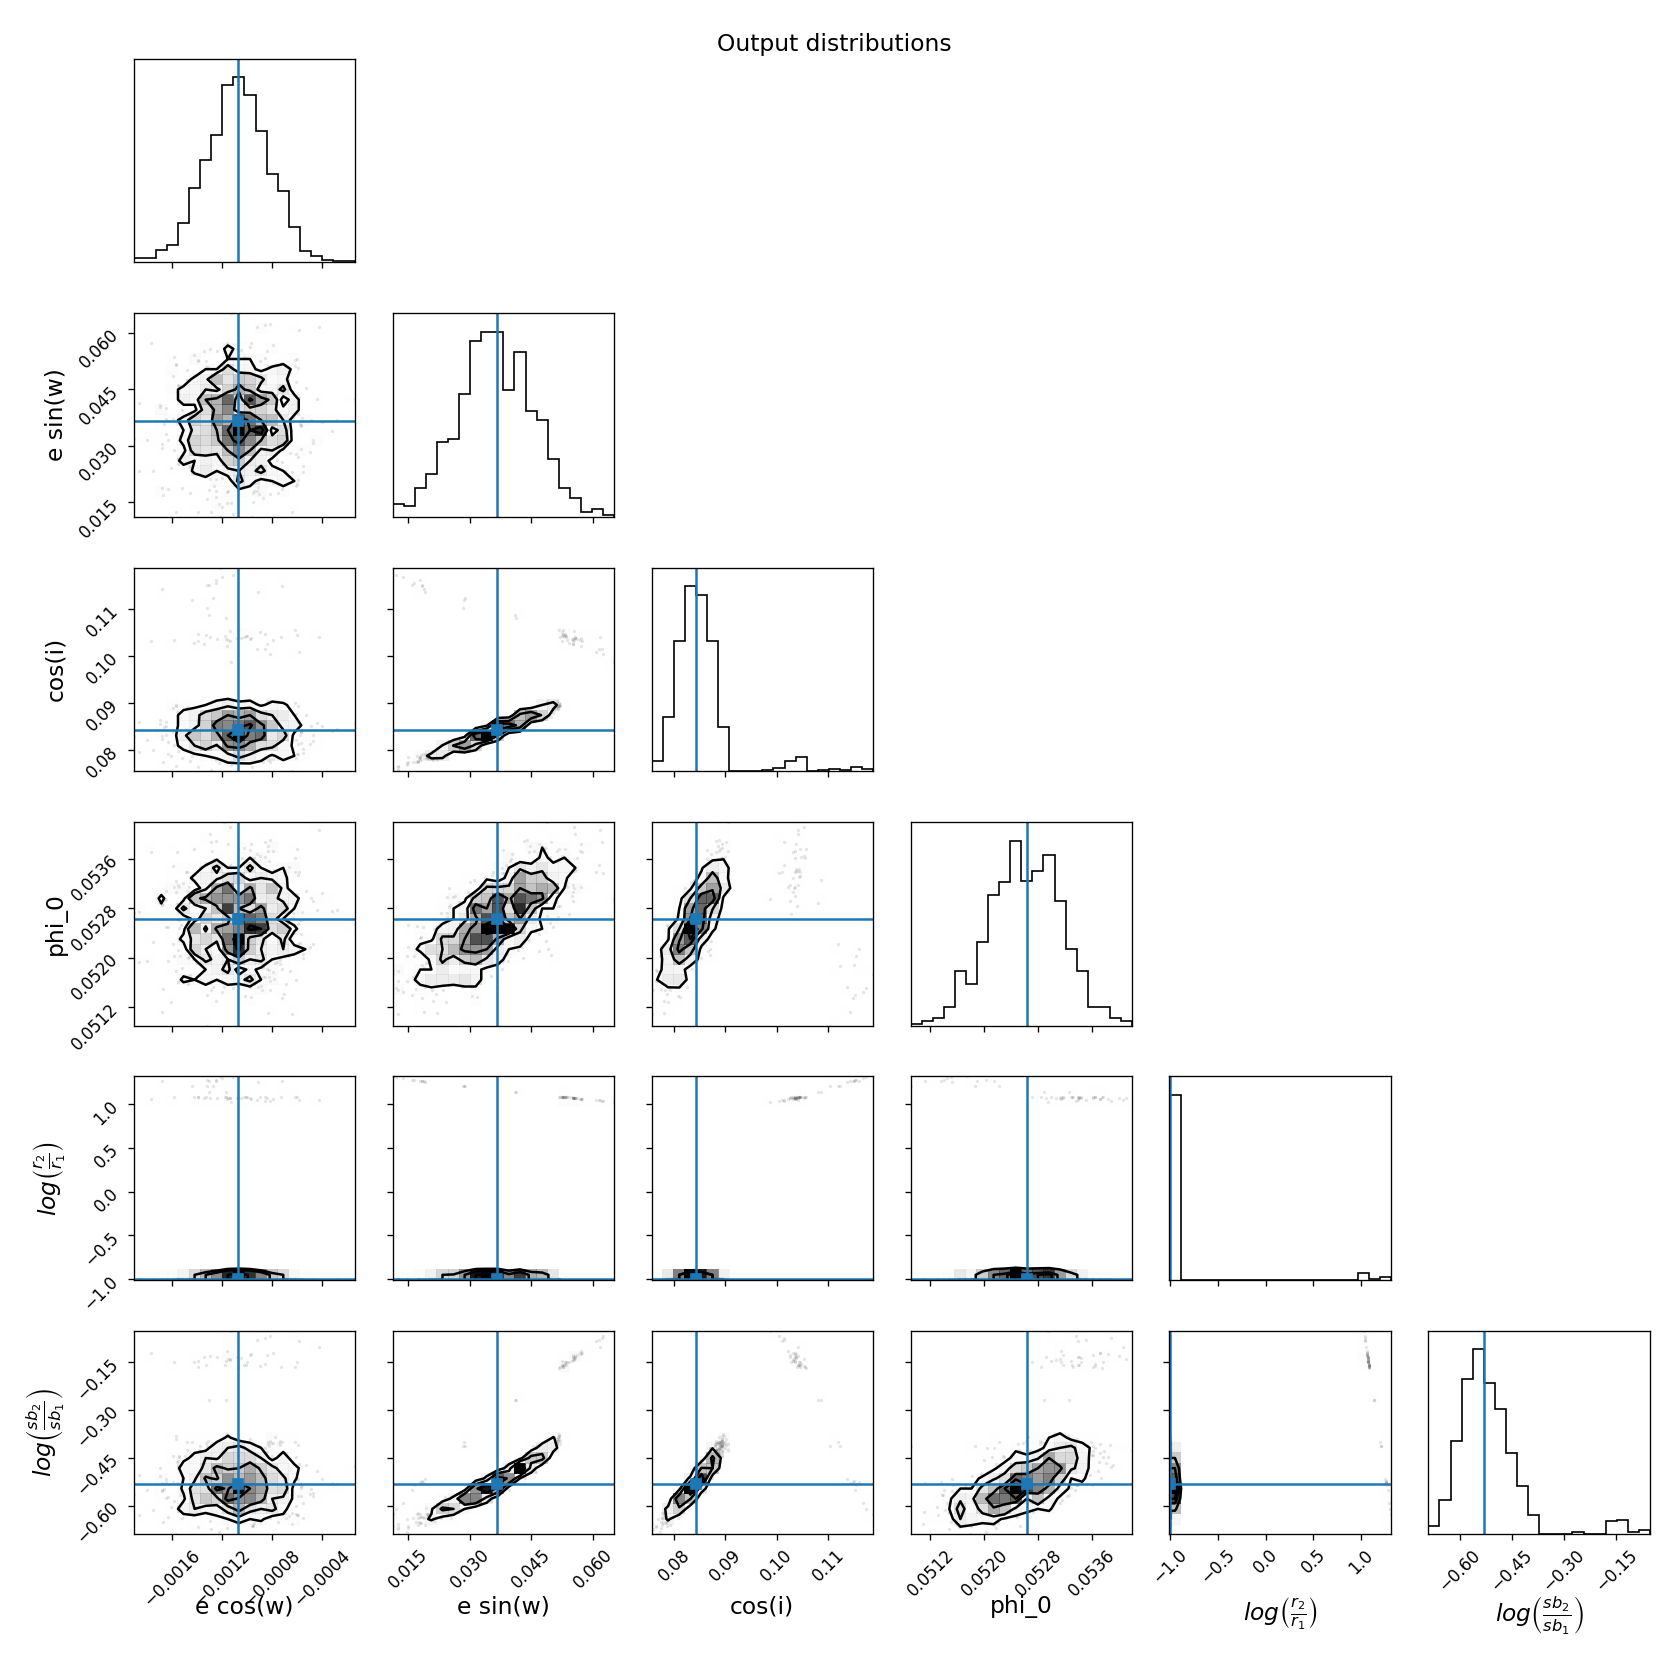 Output distributions
e sin(w)
0.060
0.045
0.030
0.015
cos(i)
0.11
0.10
0.09
0.08
phi_0
0.0536
0.0528
0.0520
0.0512
log(r₂/r₁)
1.0
0.5
0.0
−0.5
−1.0
log(sb₂/sb₁)
−0.15
−0.30
−0.45
−0.60
−0.0016 −0.0012 −0.0008 −0.0004
0.015 0.030 0.045 0.060
0.08 0.09 0.10 0.11
0.0512 0.0520 0.0528 0.0536
−1.0 −0.5 0.0 0.5 1.0
−0.60 −0.45 −0.30 −0.15
e cos(w)
e sin(w)
cos(i)
phi_0
log(r₂/r₁)
log(sb₂/sb₁)